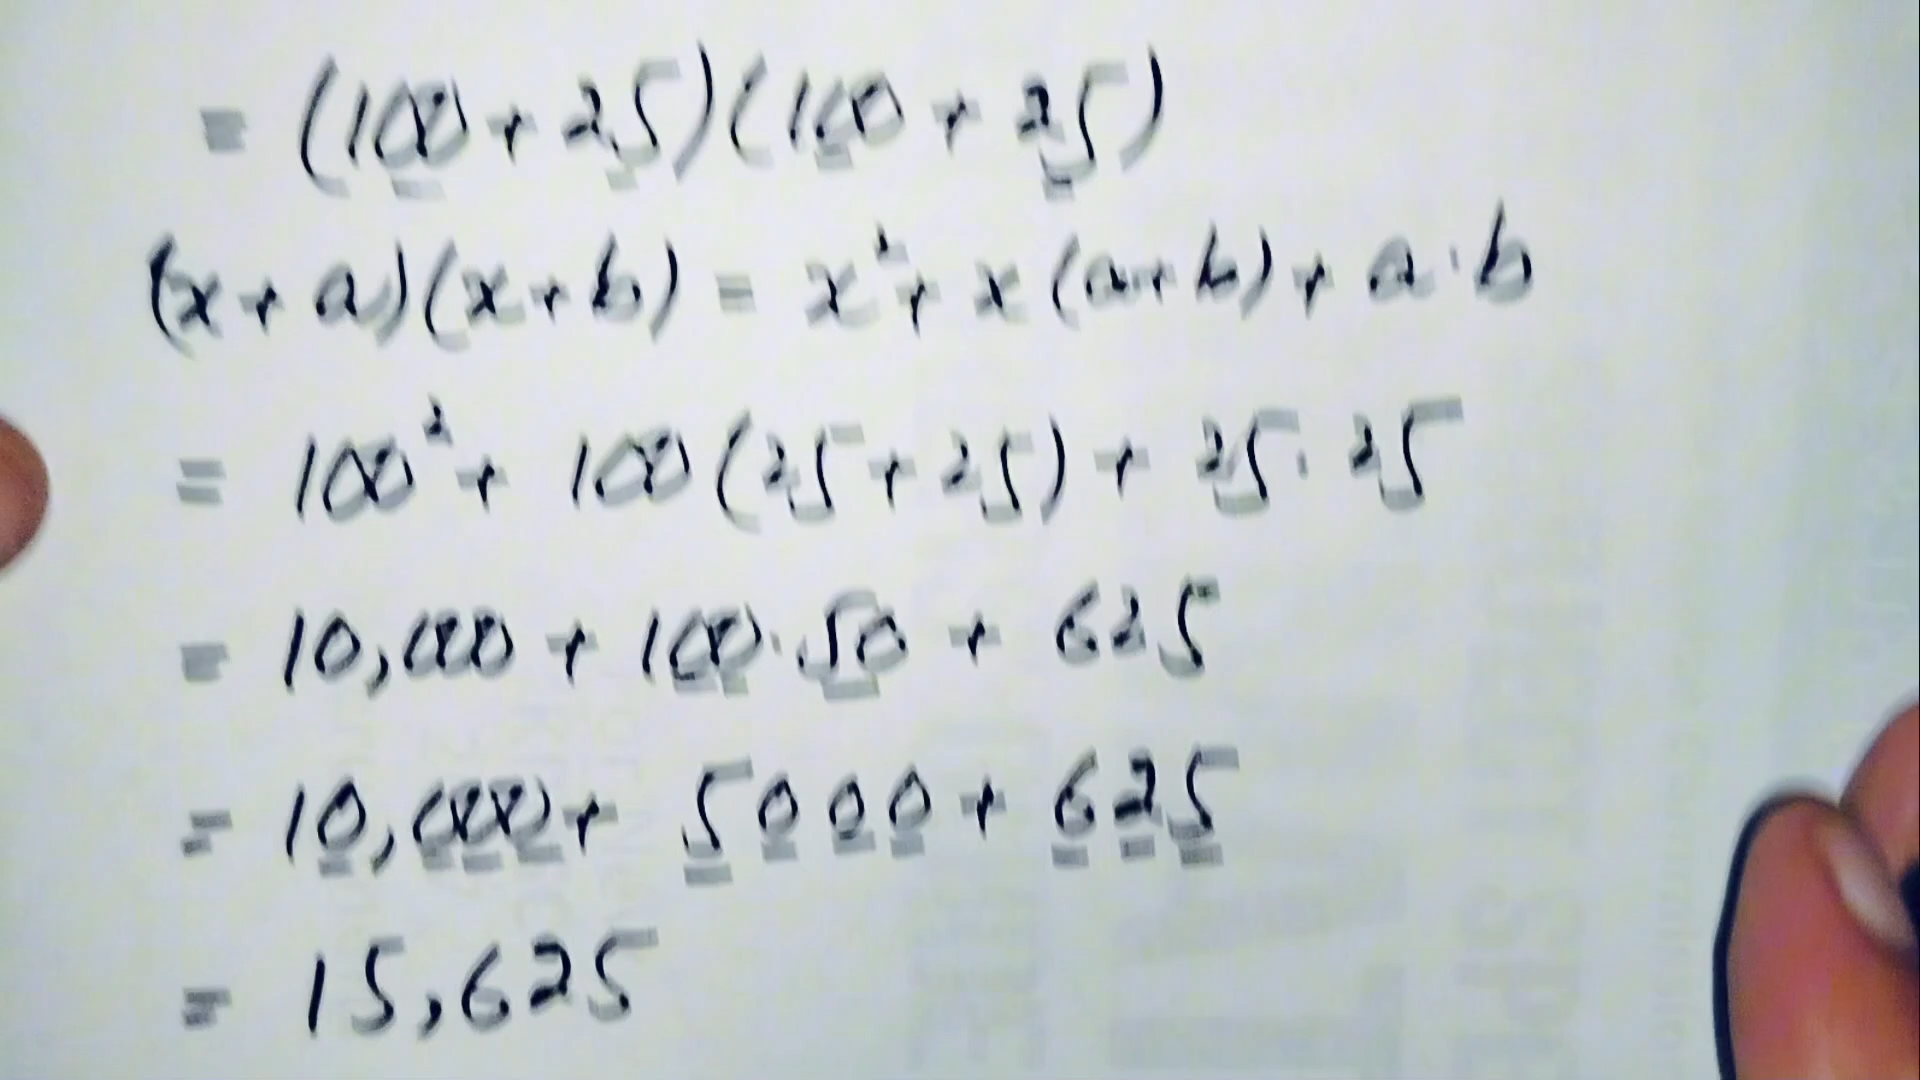 = (100 + 25)(100 + 25)
(x + a)(x + b) = x² + x(a+b) + a·b
= 100² + 100(25 + 25) + 25·25
= 10,000 + 100·50 + 625
= 10,000 + 5000 + 625
= 15,625